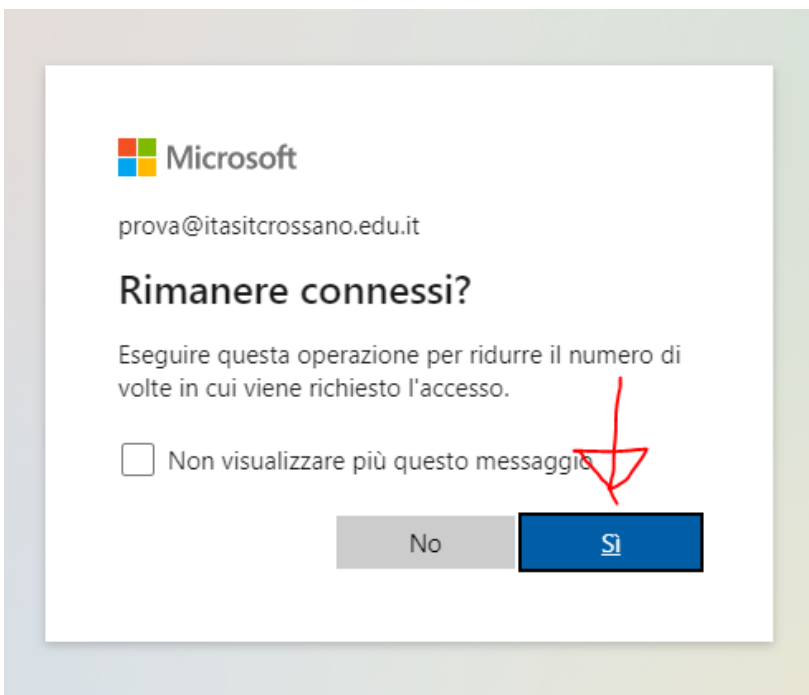 Microsoft
prova@itasitcrossano.edu.it
Rimanere connessi?
Eseguire questa operazione per ridurre il numero di
volte in cui viene richiesto l'accesso.
Non visualizzare più questo messaggio
No
Sì